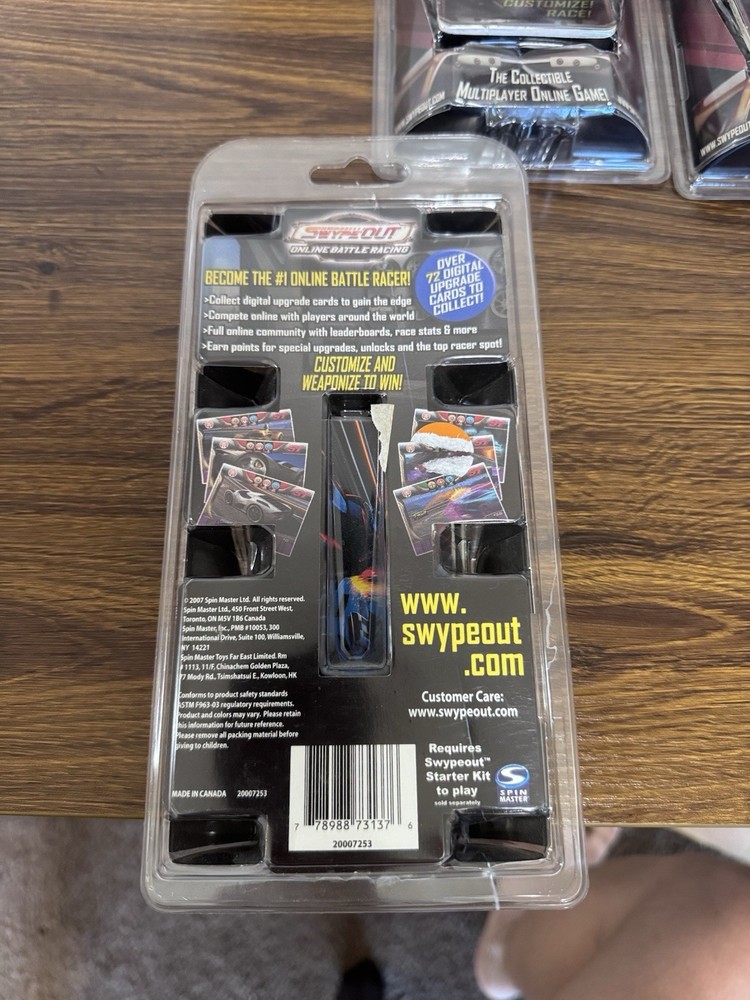 CUSTOMIZE!
RACE!
THE COLLECTIBLE
MULTIPLAYER ONLINE GAME!
WWW.SWYPEOUT
SWYPEOUT
ONLINE BATTLE RACING
BECOME THE #1 ONLINE BATTLE RACER!
>Collect digital upgrade cards to gain the edge
>Compete online with players around the world
>Full online community with leaderboards, race stats & more
>Earn points for special upgrades, unlocks and the top racer spot!
OVER
72 DIGITAL
UPGRADE
CARDS TO
COLLECT!
CUSTOMIZE AND
WEAPONIZE TO WIN!
© 2007 Spin Master Ltd. All rights reserved.
Spin Master Ltd., 450 Front Street West,
Toronto, ON M5V 1B6 Canada
Spin Master, Inc., PMB #10053, 300
International Drive, Suite 100, Williamsville,
NY 14221
Spin Master Toys Far East Limited. Rm
# 1113, 11/F, Chinachem Golden Plaza,
77 Mody Rd., Tsimshatsui E., Kowloon, HK
Conforms to product safety standards
ASTM F963-03 regulatory requirements.
Product and colors may vary. Please retain
this information for future reference.
Please remove all packing material before
giving to children.
MADE IN CANADA 20007253
www.
swypeout
.com
Customer Care:
www.swypeout.com
Requires
Swypeout™
Starter Kit
to play
sold separately
SPIN
MASTER
7 78988 73137 6
20007253